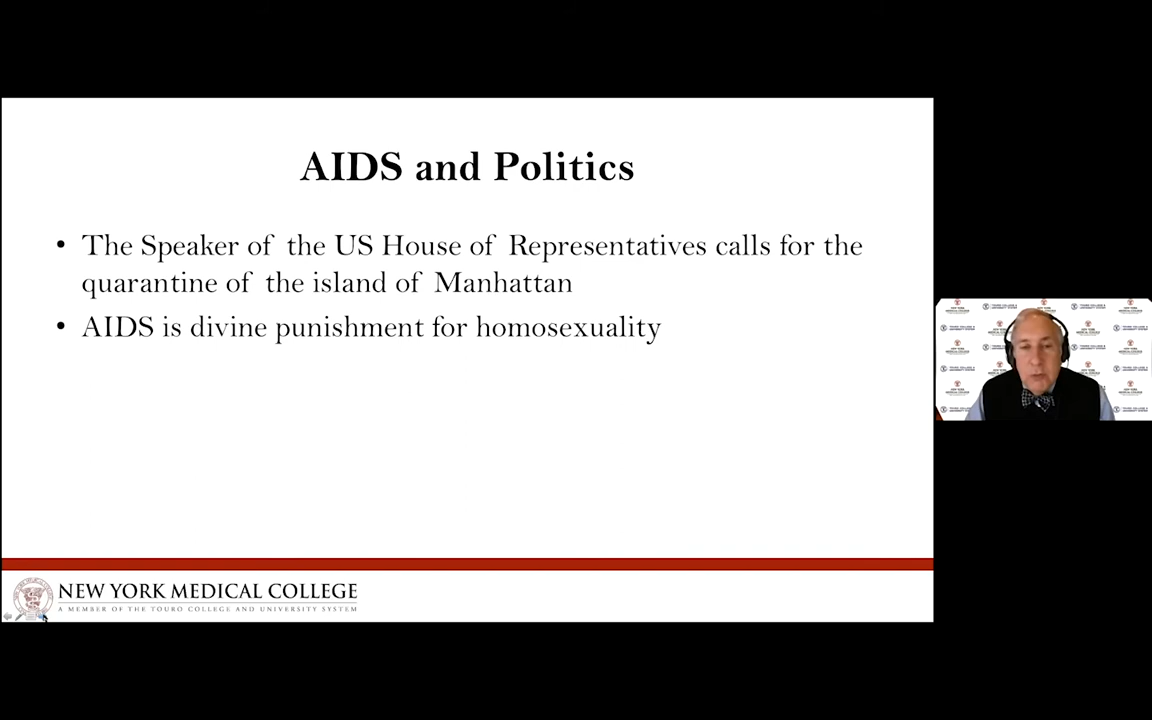 AIDS and Politics
• The Speaker of the US House of Representatives calls for the
quarantine of the island of Manhattan
• AIDS is divine punishment for homosexuality
NEW YORK MEDICAL COLLEGE
A MEMBER OF THE TOURO COLLEGE AND UNIVERSITY SYSTEM